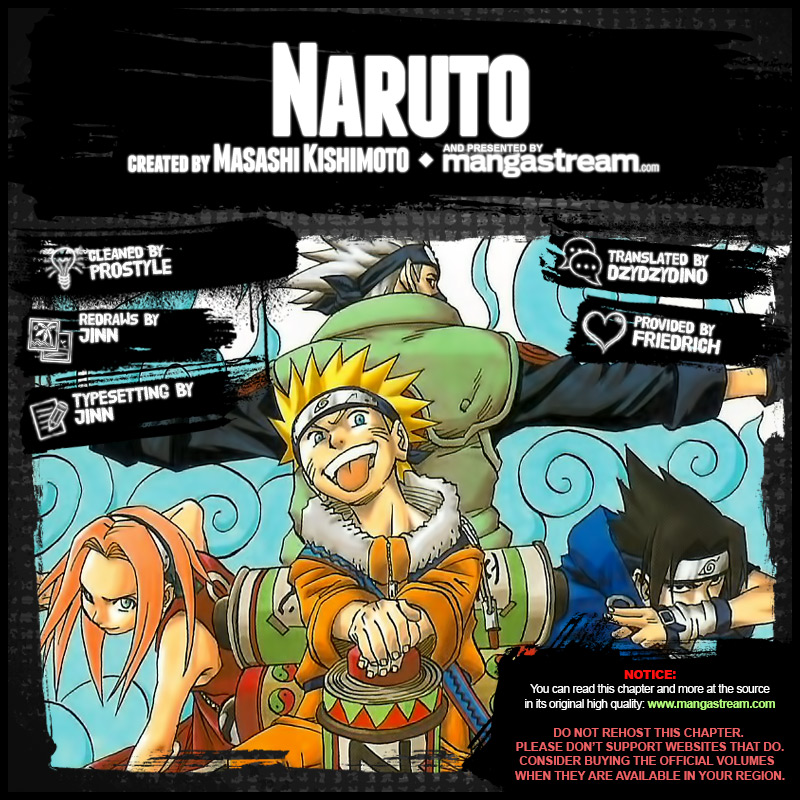 NARUTO
CREATED BY MASASHI KISHIMOTO ◆ AND PRESENTED BY mangastream.com
CLEANED BY
PROSTYLE
REDRAWS BY
JINN
TYPESETTING BY
JINN
TRANSLATED BY
DZYDZYDINO
PROVIDED BY
FRIEDRICH
NOTICE:
You can read this chapter and more at the source
in its original high quality: www.mangastream.com
DO NOT REHOST THIS CHAPTER.
PLEASE DON'T SUPPORT WEBSITES THAT DO.
CONSIDER BUYING THE OFFICIAL VOLUMES
WHEN THEY ARE AVAILABLE IN YOUR REGION.